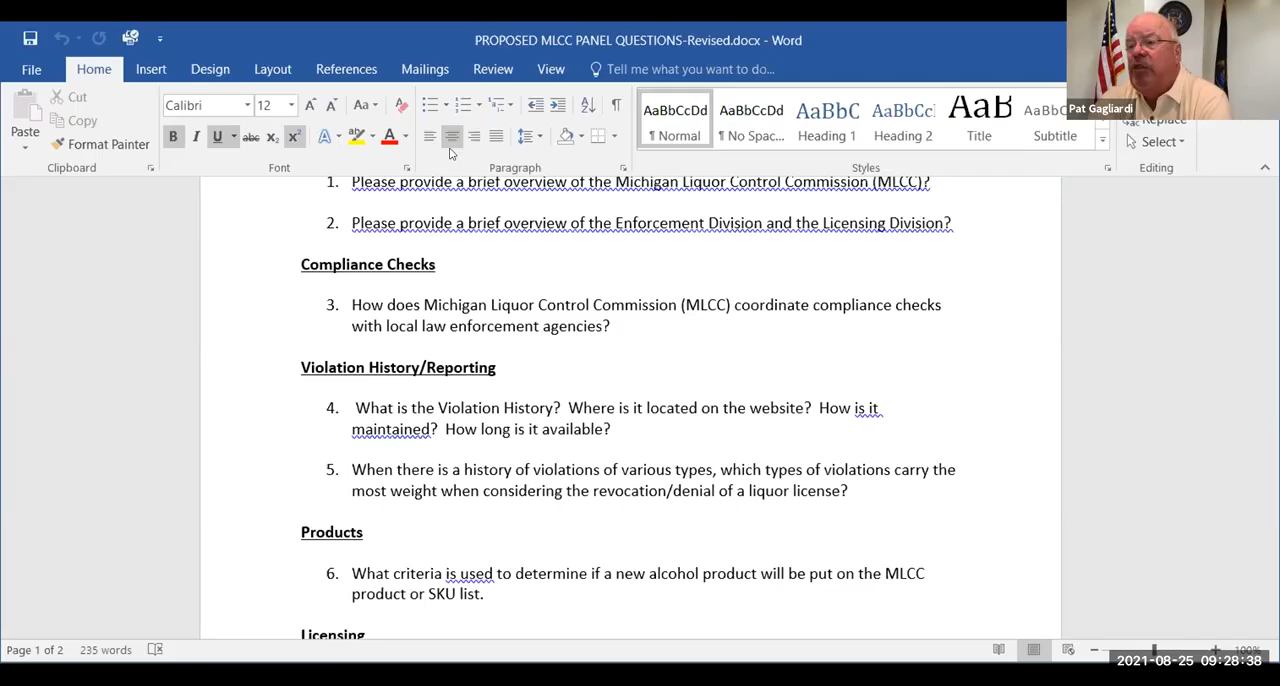 PROPOSED MLCC PANEL QUESTIONS-Revised.docx - Word
File Home Insert Design Layout References Mailings Review View Tell me what you want to do...
Pat Gagliardi
Paste
Cut
Copy
Format Painter
Calibri 12
AaBbCcDd AaBbCcDd AaBbC AaBbCc AaB AaBbC
¶ Normal ¶ No Spac... Heading 1 Heading 2 Title Subtitle
Replace
Select
Clipboard Font Paragraph Styles Editing
1. Please provide a brief overview of the Michigan Liquor Control Commission (MLCC)?
2. Please provide a brief overview of the Enforcement Division and the Licensing Division?
Compliance Checks
3. How does Michigan Liquor Control Commission (MLCC) coordinate compliance checks
with local law enforcement agencies?
Violation History/Reporting
4. What is the Violation History? Where is it located on the website? How is it
maintained? How long is it available?
5. When there is a history of violations of various types, which types of violations carry the
most weight when considering the revocation/denial of a liquor license?
Products
6. What criteria is used to determine if a new alcohol product will be put on the MLCC
product or SKU list.
Licensing
Page 1 of 2 235 words 100%
2021-08-25 09:28:38